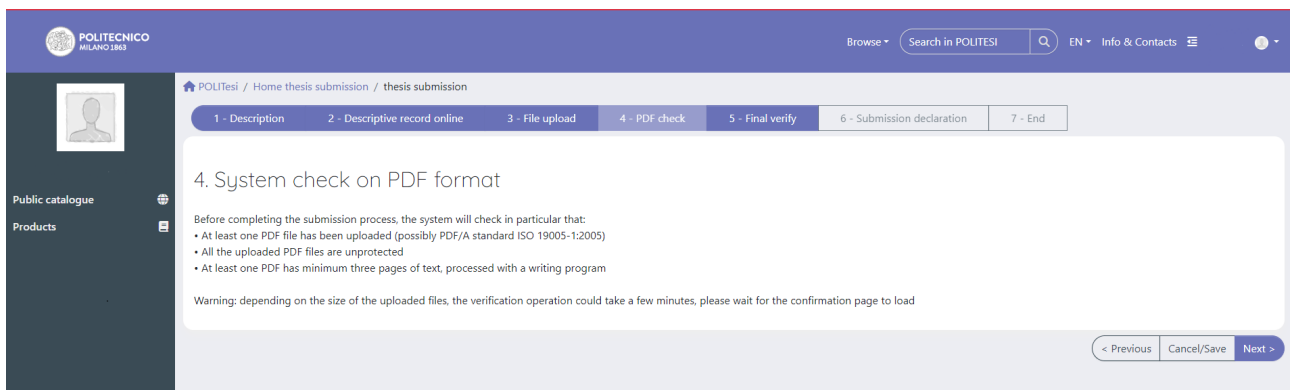 POLITECNICO
MILANO 1863
Browse
Search in POLITESI
EN
Info & Contacts
POLITesi / Home thesis submission / thesis submission
1 - Description
2 - Descriptive record online
3 - File upload
4 - PDF check
5 - Final verify
6 - Submission declaration
7 - End
Public catalogue
Products
4. System check on PDF format
Before completing the submission process, the system will check in particular that:
• At least one PDF file has been uploaded (possibly PDF/A standard ISO 19005-1:2005)
• All the uploaded PDF files are unprotected
• At least one PDF has minimum three pages of text, processed with a writing program
Warning: depending on the size of the uploaded files, the verification operation could take a few minutes, please wait for the confirmation page to load
< Previous
Cancel/Save
Next >